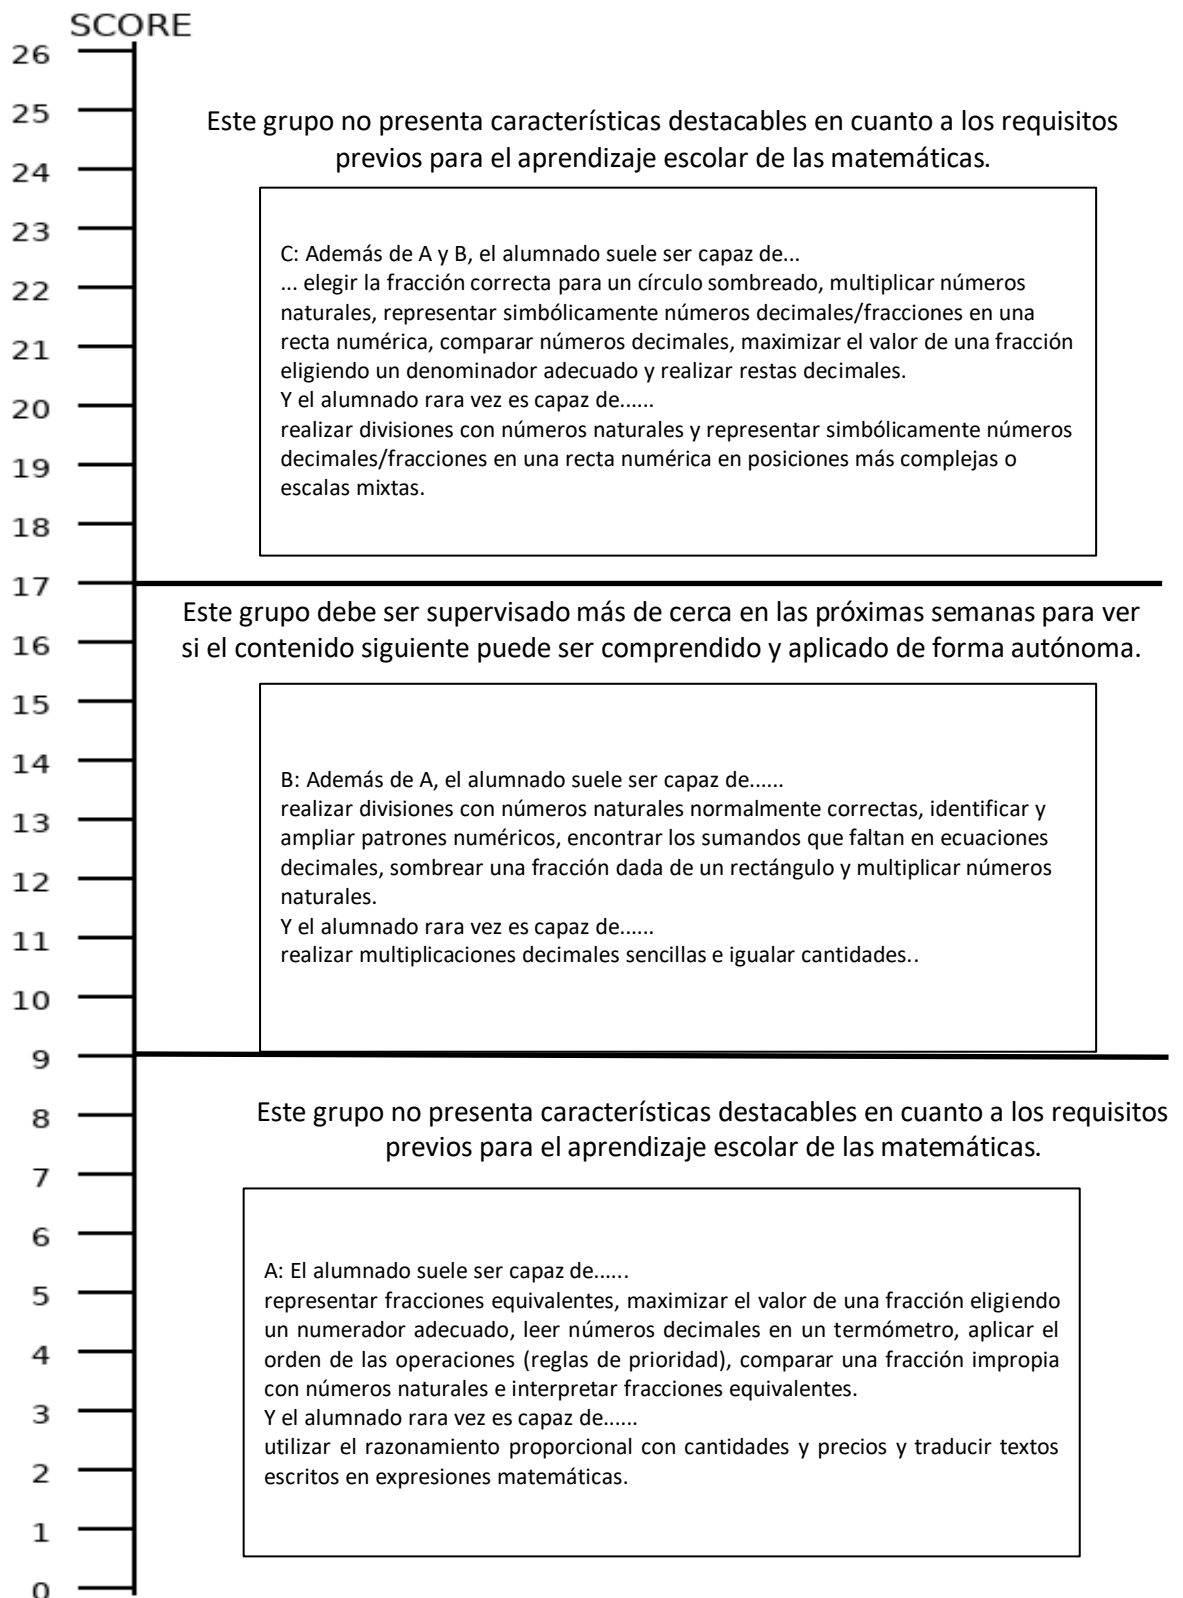 SCORE
26
25
Este grupo no presenta características destacables en cuanto a los requisitos
previos para el aprendizaje escolar de las matemáticas.
24
23
C: Además de A y B, el alumnado suele ser capaz de...
... elegir la fracción correcta para un círculo sombreado, multiplicar números
22
naturales, representar simbólicamente números decimales/fracciones en una
recta numérica, comparar números decimales, maximizar el valor de una fracción
21
eligiendo un denominador adecuado y realizar restas decimales.
Y el alumnado rara vez es capaz de......
20
realizar divisiones con números naturales y representar simbólicamente números
decimales/fracciones en una recta numérica en posiciones más complejas o
19
escalas mixtas.
18
17
Este grupo debe ser supervisado más de cerca en las próximas semanas para ver
si el contenido siguiente puede ser comprendido y aplicado de forma autónoma.
16
15
14
B: Además de A, el alumnado suele ser capaz de......
realizar divisiones con números naturales normalmente correctas, identificar y
13
ampliar patrones numéricos, encontrar los sumandos que faltan en ecuaciones
decimales, sombrear una fracción dada de un rectángulo y multiplicar números
12
naturales.
Y el alumnado rara vez es capaz de......
11
realizar multiplicaciones decimales sencillas e igualar cantidades..
10
9
8
Este grupo no presenta características destacables en cuanto a los requisitos
previos para el aprendizaje escolar de las matemáticas.
7
6
A: El alumnado suele ser capaz de......
5
representar fracciones equivalentes, maximizar el valor de una fracción eligiendo
un numerador adecuado, leer números decimales en un termómetro, aplicar el
4
orden de las operaciones (reglas de prioridad), comparar una fracción impropia
con números naturales e interpretar fracciones equivalentes.
3
Y el alumnado rara vez es capaz de......
utilizar el razonamiento proporcional con cantidades y precios y traducir textos
2
escritos en expresiones matemáticas.
1
0